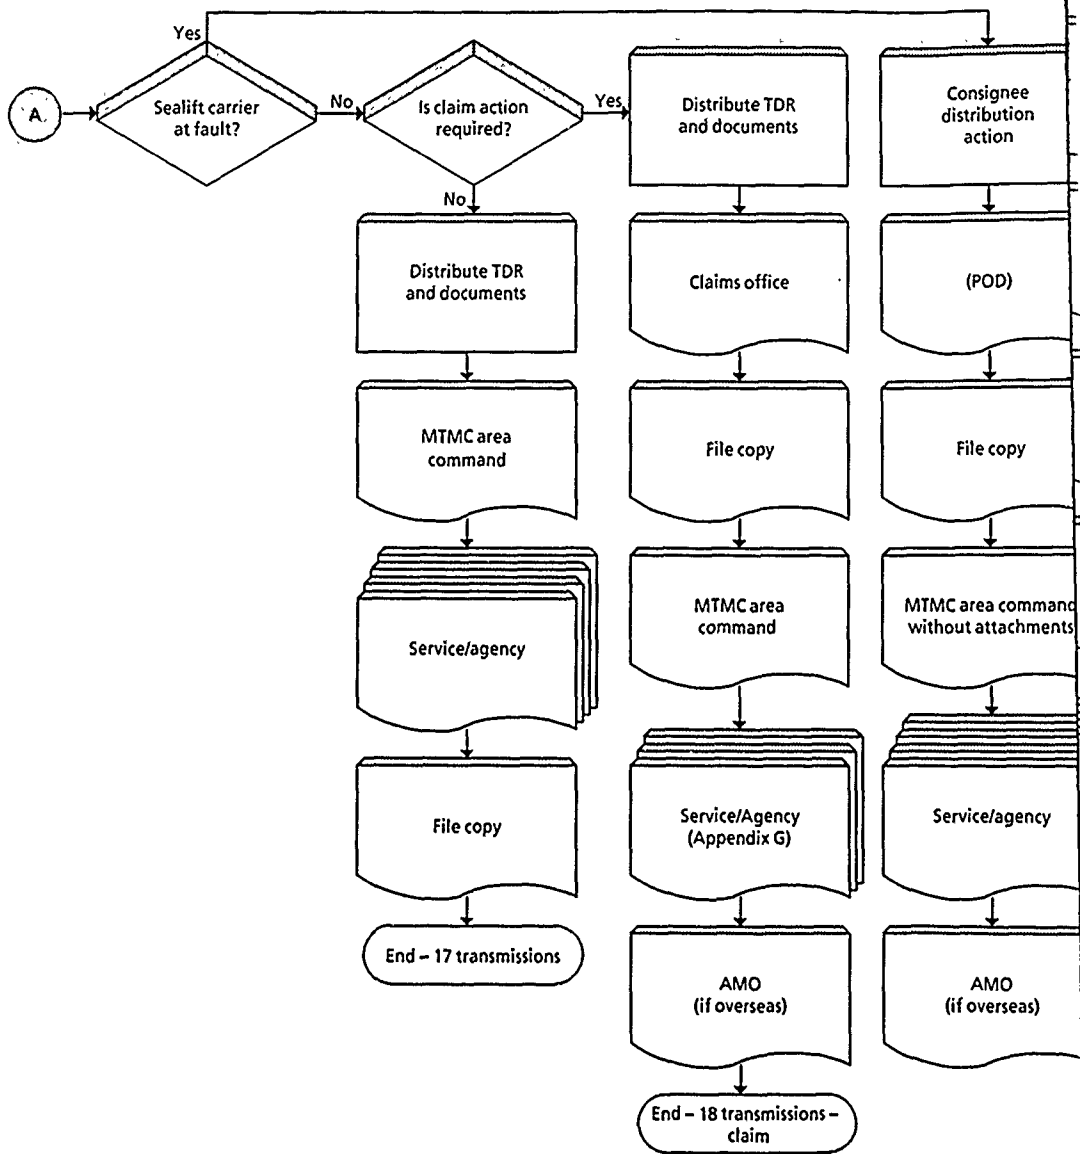 Yes
A
Sealift carrier
at fault?
No
Is claim action
required?
Yes
Distribute TDR
and documents
Consignee
distribution
action
No
Distribute TDR
and documents
Claims office
(POD)
MTMC area
command
File copy
File copy
Service/agency
MTMC area
command
MTMC area command
without attachments
File copy
Service/Agency
(Appendix G)
Service/agency
End – 17 transmissions
AMO
(if overseas)
AMO
(if overseas)
End – 18 transmissions –
claim